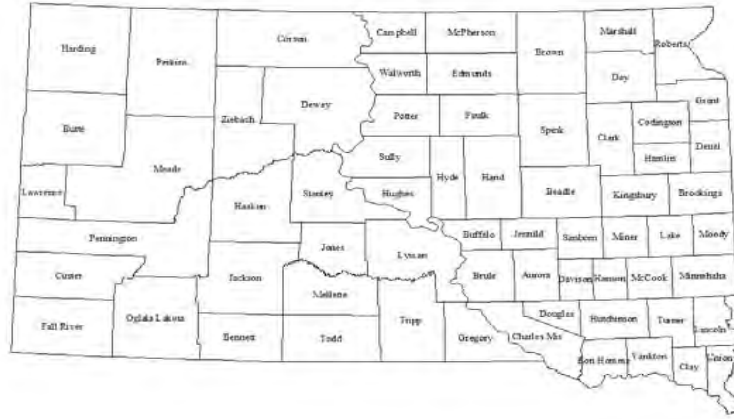 Harding
Perkins
Corson
Campbell
McPherson
Brown
Marshall
Roberts
Walworth
Edmunds
Day
Butte
Ziebach
Dewey
Potter
Faulk
Spink
Clark
Codington
Grant
Hamlin
Deuel
Meade
Sully
Hyde
Hand
Lawrence
Haakon
Stanley
Hughes
Beadle
Kingsbury
Brookings
Pennington
Jones
Lyman
Buffalo
Jerauld
Sanborn
Miner
Lake
Moody
Custer
Jackson
Brule
Aurora
Davison
Hanson
McCook
Minnehaha
Mellette
Fall River
Oglala Lakota
Tripp
Douglas
Hutchinson
Turner
Lincoln
Bennett
Todd
Gregory
Charles Mix
Bon Homme
Yankton
Clay
Union